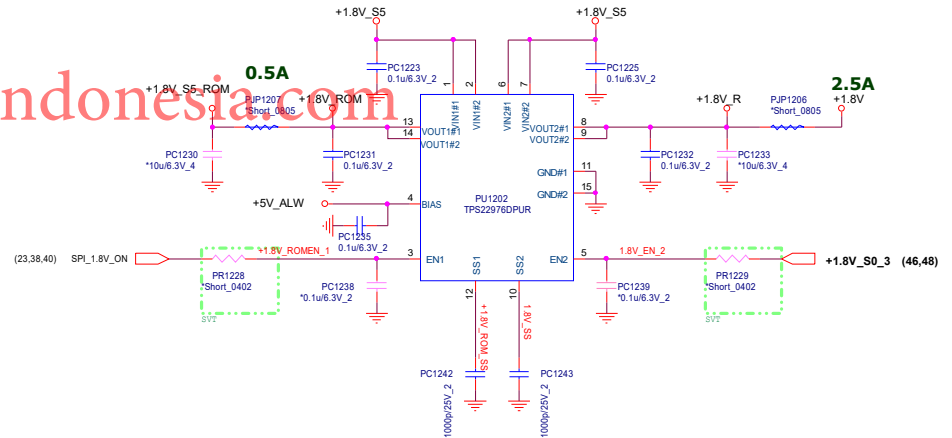 +1.8V_S5
+1.8V_S5
PC1223
0.1u/6.3V_2
PC1225
0.1u/6.3V_2
1
2
6
7
VIN1#1
VIN1#2
VIN2#1
VIN2#2
ndonesia.com
0.5A
2.5A
+1.8V_S5_ROM
PJP1207
*Short_0805
+1.8V_ROM
+1.8V_R
PJP1206
*Short_0805
+1.8V
13
VOUT1#1
14
VOUT1#2
8
VOUT2#1
9
VOUT2#2
PC1230
*10u/6.3V_4
PC1231
0.1u/6.3V_2
PC1232
0.1u/6.3V_2
PC1233
*10u/6.3V_4
11
GND#1
15
GND#2
PU1202
TPS22976DPUR
+5V_ALW
4
BIAS
PC1235
0.1u/6.3V_2
(23,38,40) SPI_1.8V_ON
+1.8V_ROMEN_1
3
EN1
5
EN2
1.8V_EN_2
+1.8V_S0_3 (46,48)
PR1228
*Short_0402
SVT
PC1238
*0.1u/6.3V_2
SS1
SS2
PC1239
*0.1u/6.3V_2
PR1229
*Short_0402
SVT
12
10
+1.8V_ROM_SS
1.8V_SS
PC1242
1000p/25V_2
PC1243
1000p/25V_2